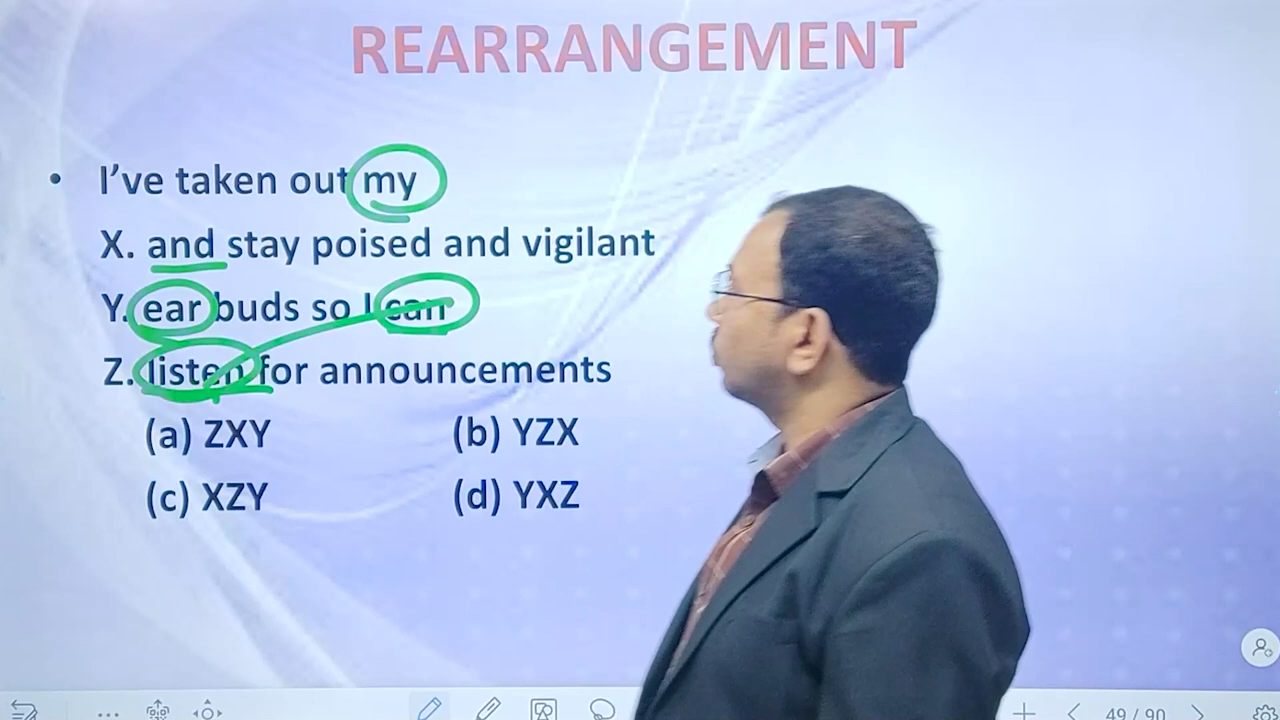 REARRANGEMENT
• I've taken out my
X. and stay poised and vigilant
Y. ear buds so I can
Z. listen for announcements
(a) ZXY (b) YZX
(c) XZY (d) YXZ
49 / 90